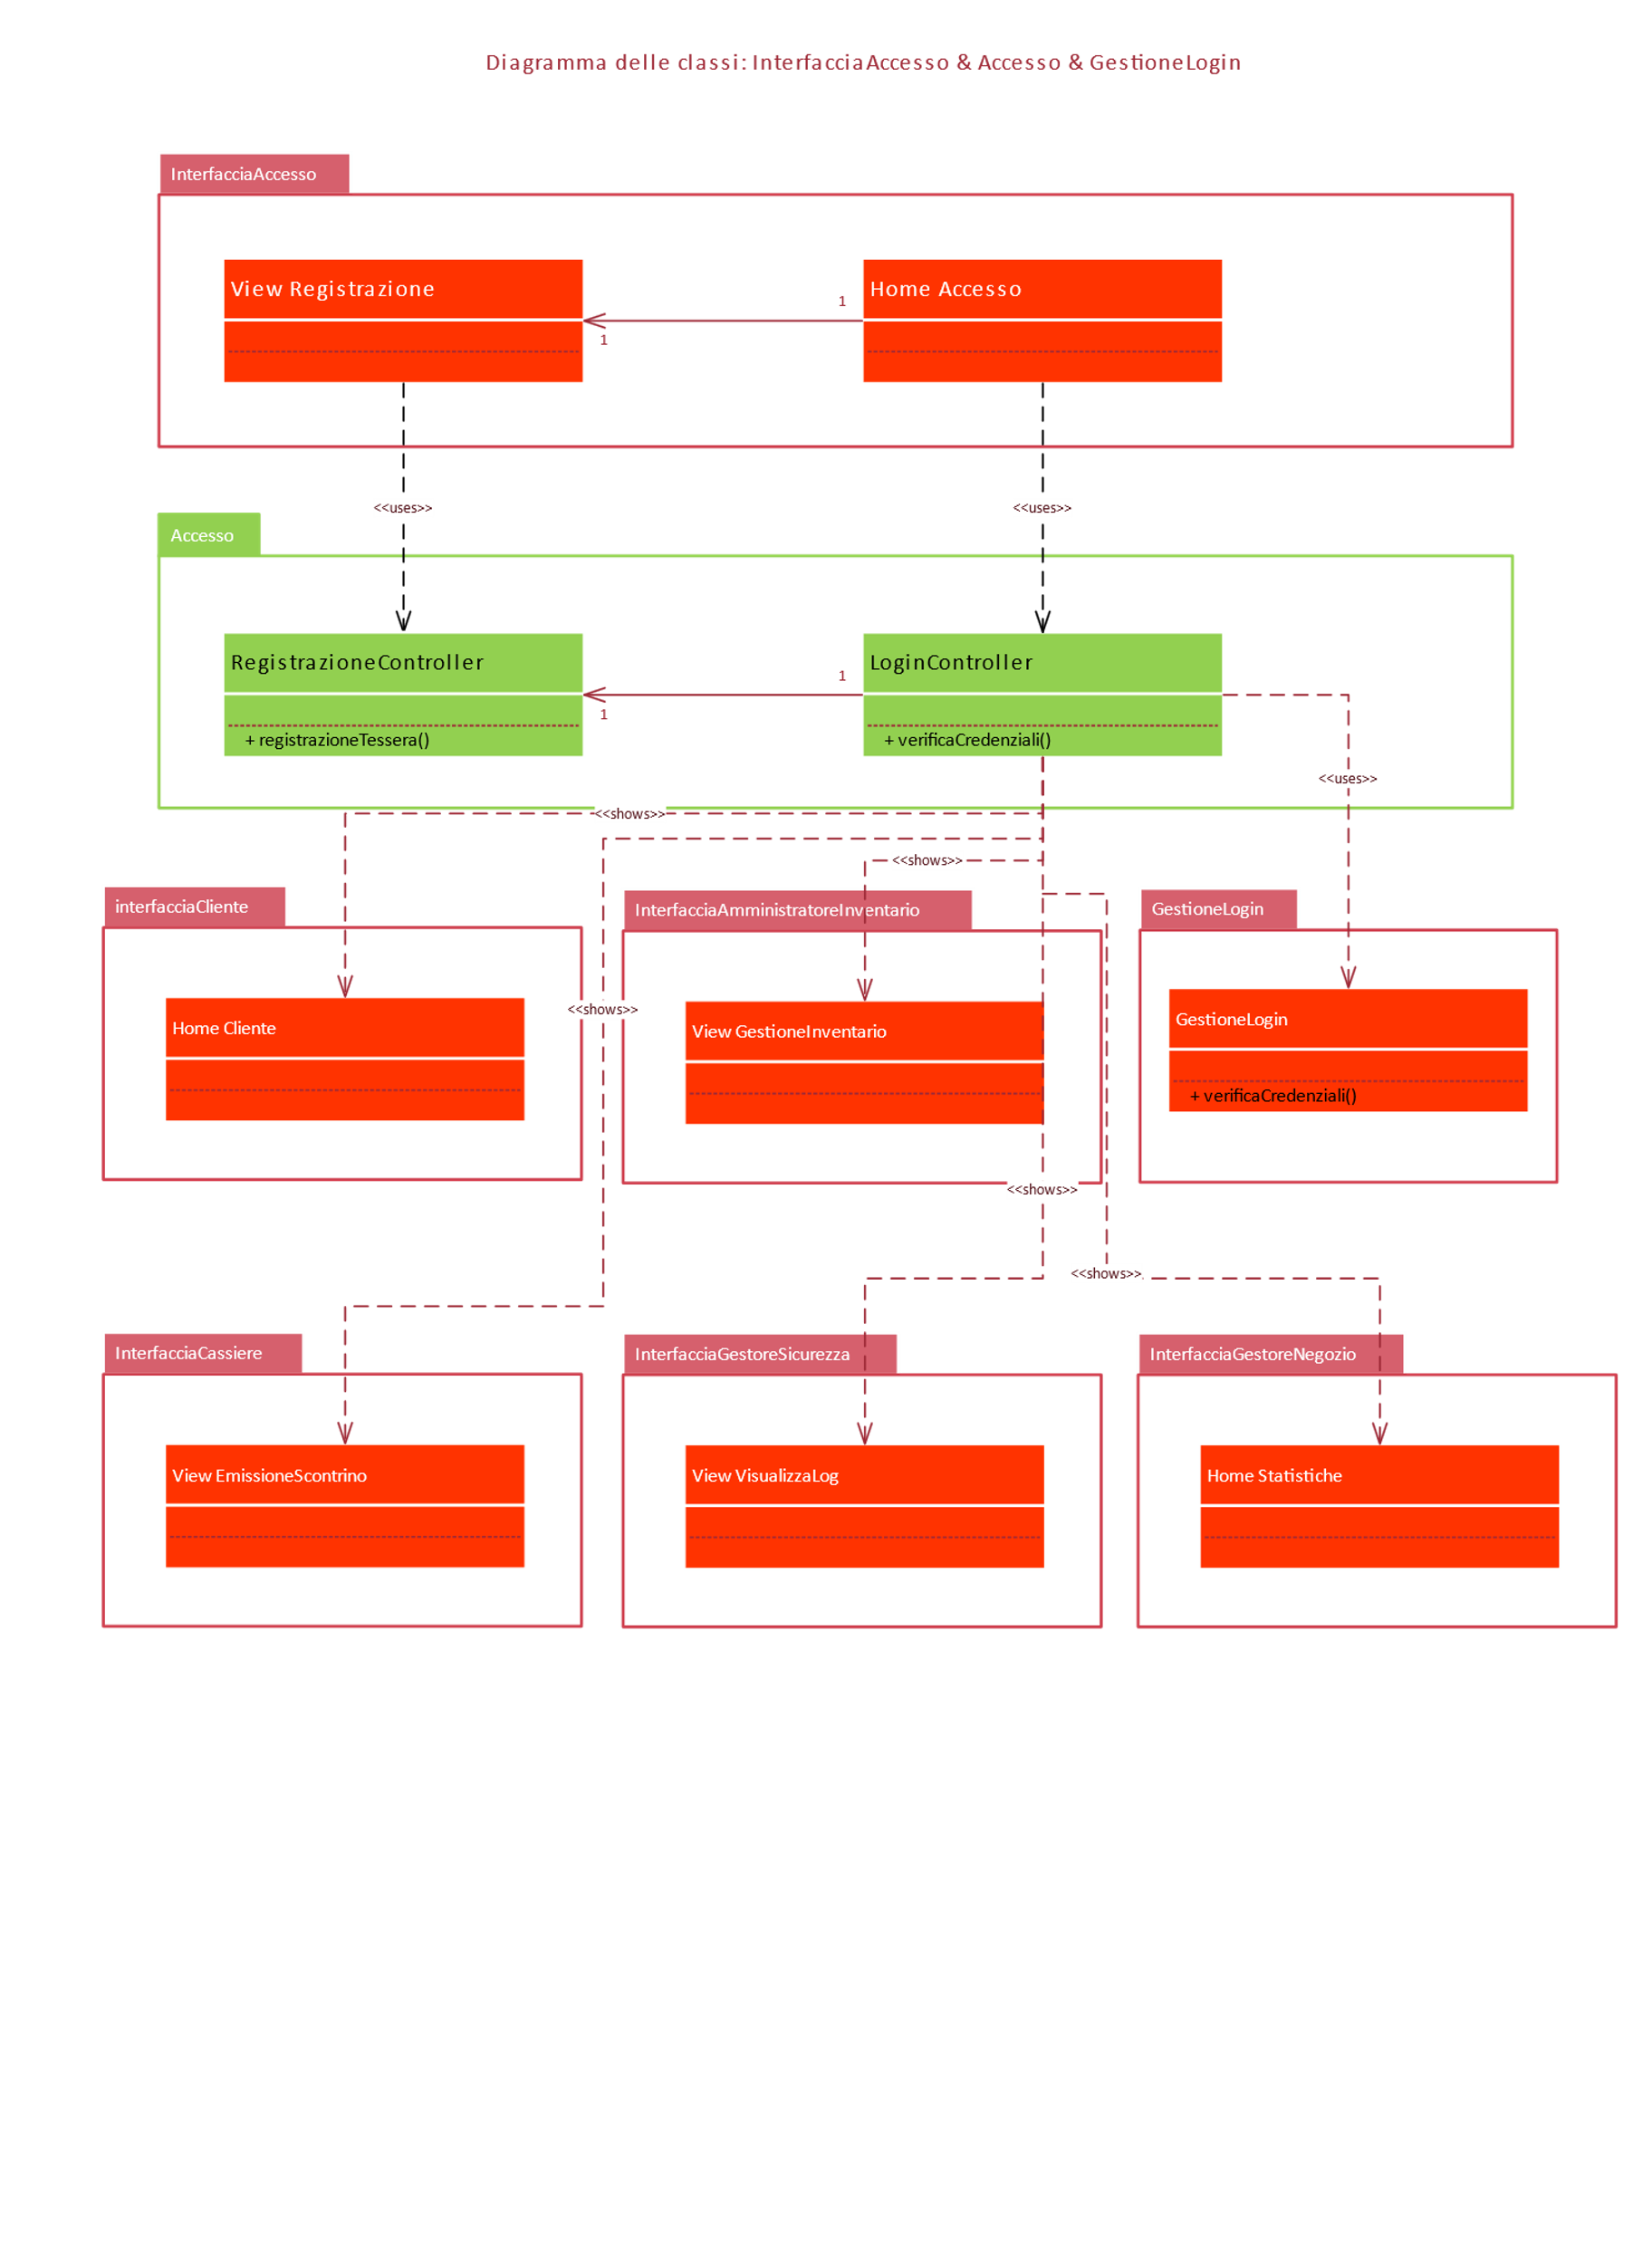 Diagramma delle classi: InterfacciaAccesso & Accesso & GestioneLogin
InterfacciaAccesso
View Registrazione
Home Accesso
1
1
<<uses>>
<<uses>>
Accesso
RegistrazioneController
LoginController
1
1
+ registrazioneTessera()
+ verificaCredenziali()
<<uses>>
<<shows>>
<<shows>>
interfacciaCliente
InterfacciaAmministratoreInventario
GestioneLogin
<<shows>>
Home Cliente
View GestioneInventario
GestioneLogin
+ verificaCredenziali()
<<shows>>
<<shows>>
InterfacciaCassiere
InterfacciaGestoreSicurezza
InterfacciaGestoreNegozio
View EmissioneScontrino
View VisualizzaLog
Home Statistiche